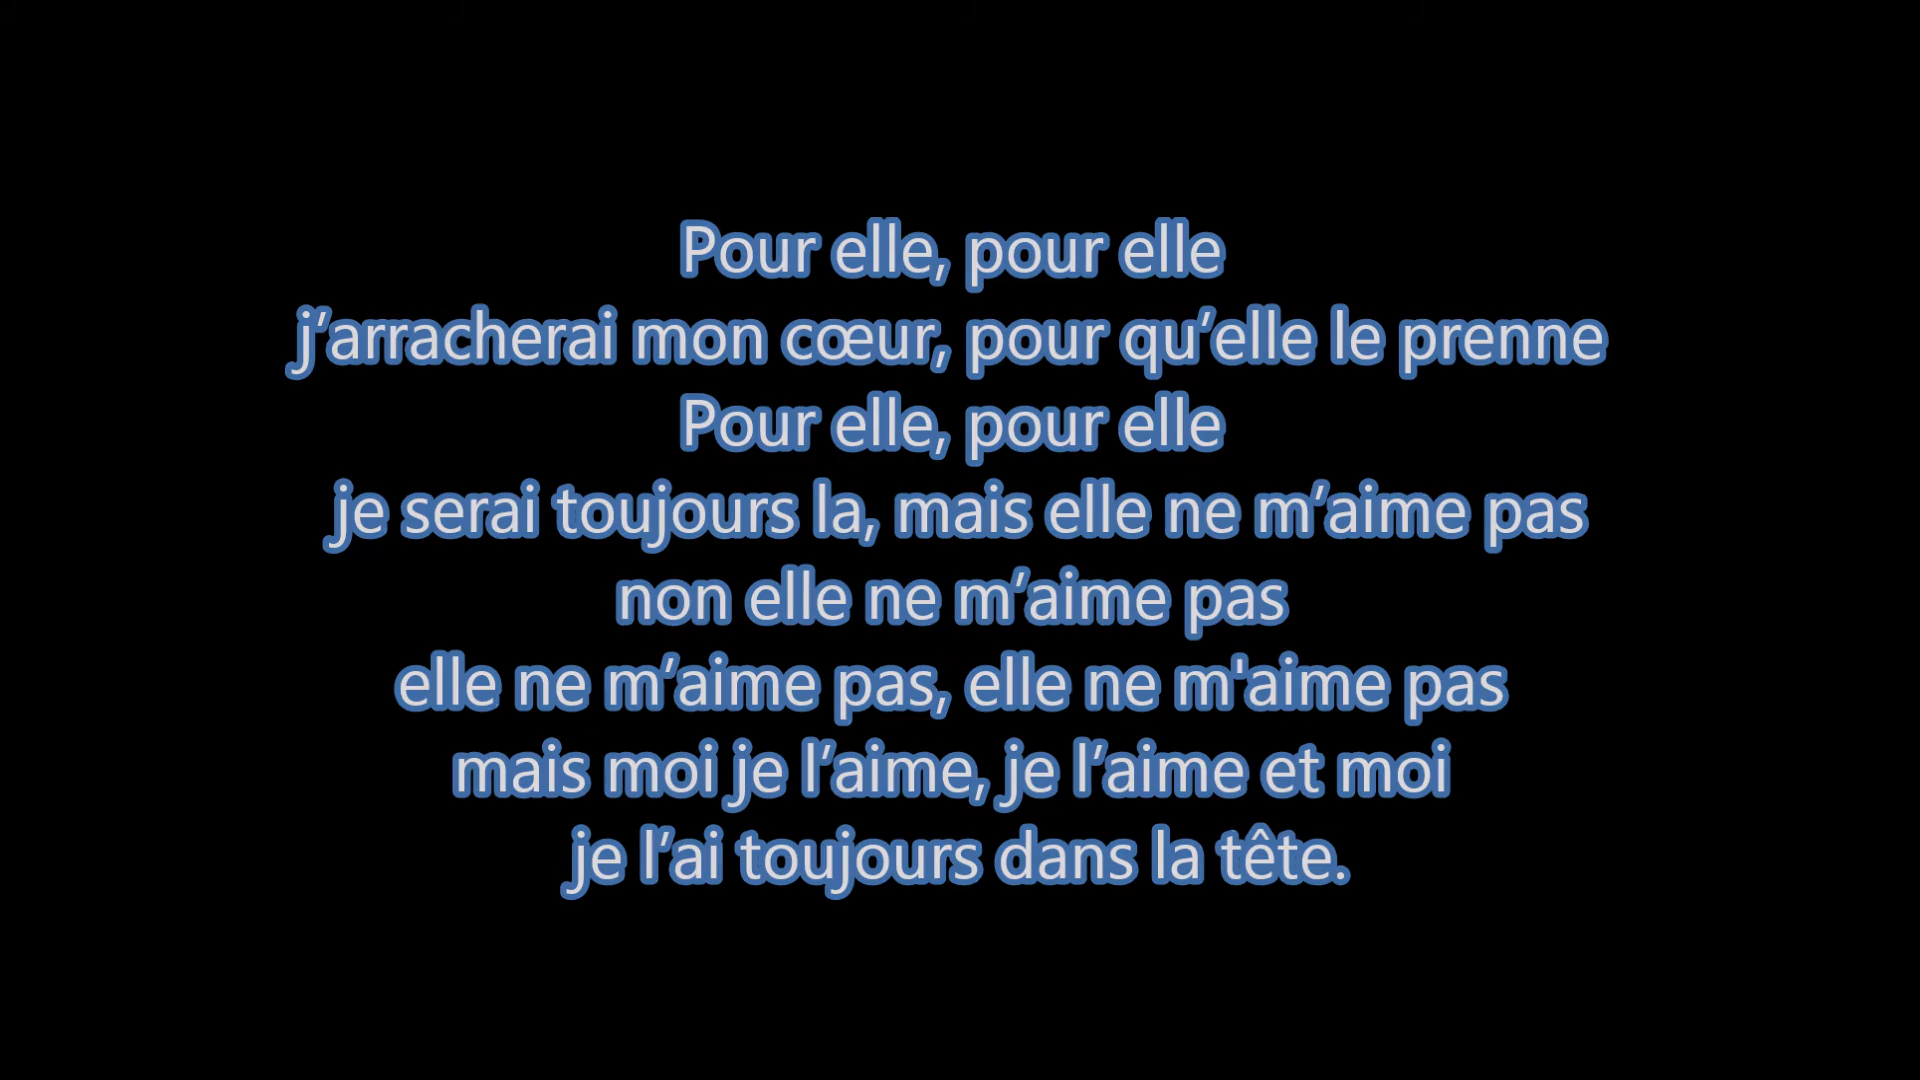 Pour elle, pour elle
j’arracherai mon cœur, pour qu’elle le prenne
Pour elle, pour elle
je serai toujours la, mais elle ne m’aime pas
non elle ne m’aime pas
elle ne m’aime pas, elle ne m'aime pas
mais moi je l’aime, je l’aime et moi
je l’ai toujours dans la tête.